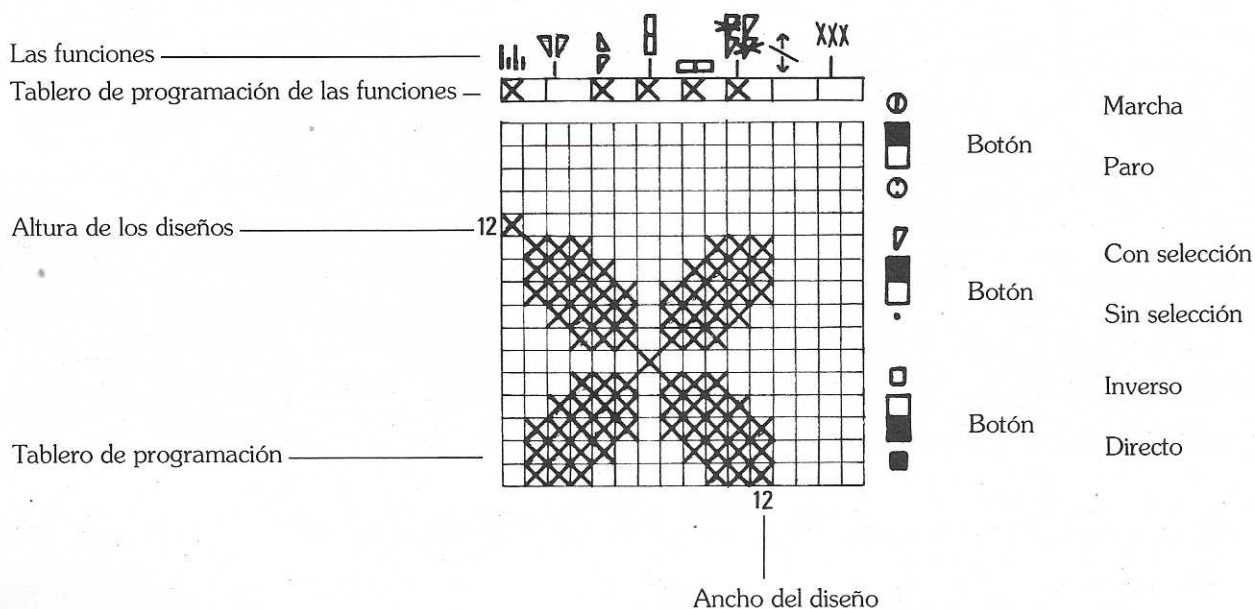 XXX
Las funciones
Tablero de programación de las funciones
Marcha
Botón
Paro
Altura de los diseños
12
Con selección
Botón
Sin selección
Inverso
Botón
Directo
Tablero de programación
12
Ancho del diseño